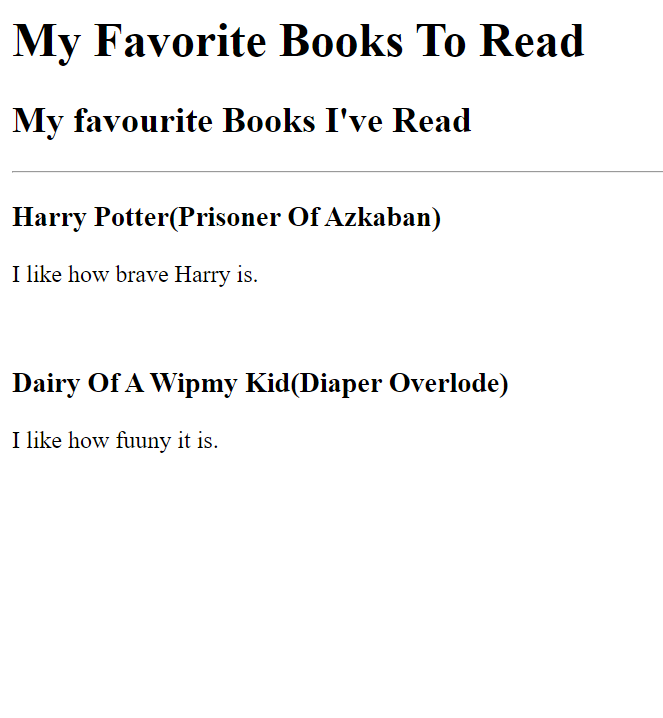 My Favorite Books To Read
My favourite Books I've Read
Harry Potter(Prisoner Of Azkaban)
I like how brave Harry is.
Dairy Of A Wipmy Kid(Diaper Overlode)
I like how fuuny it is.